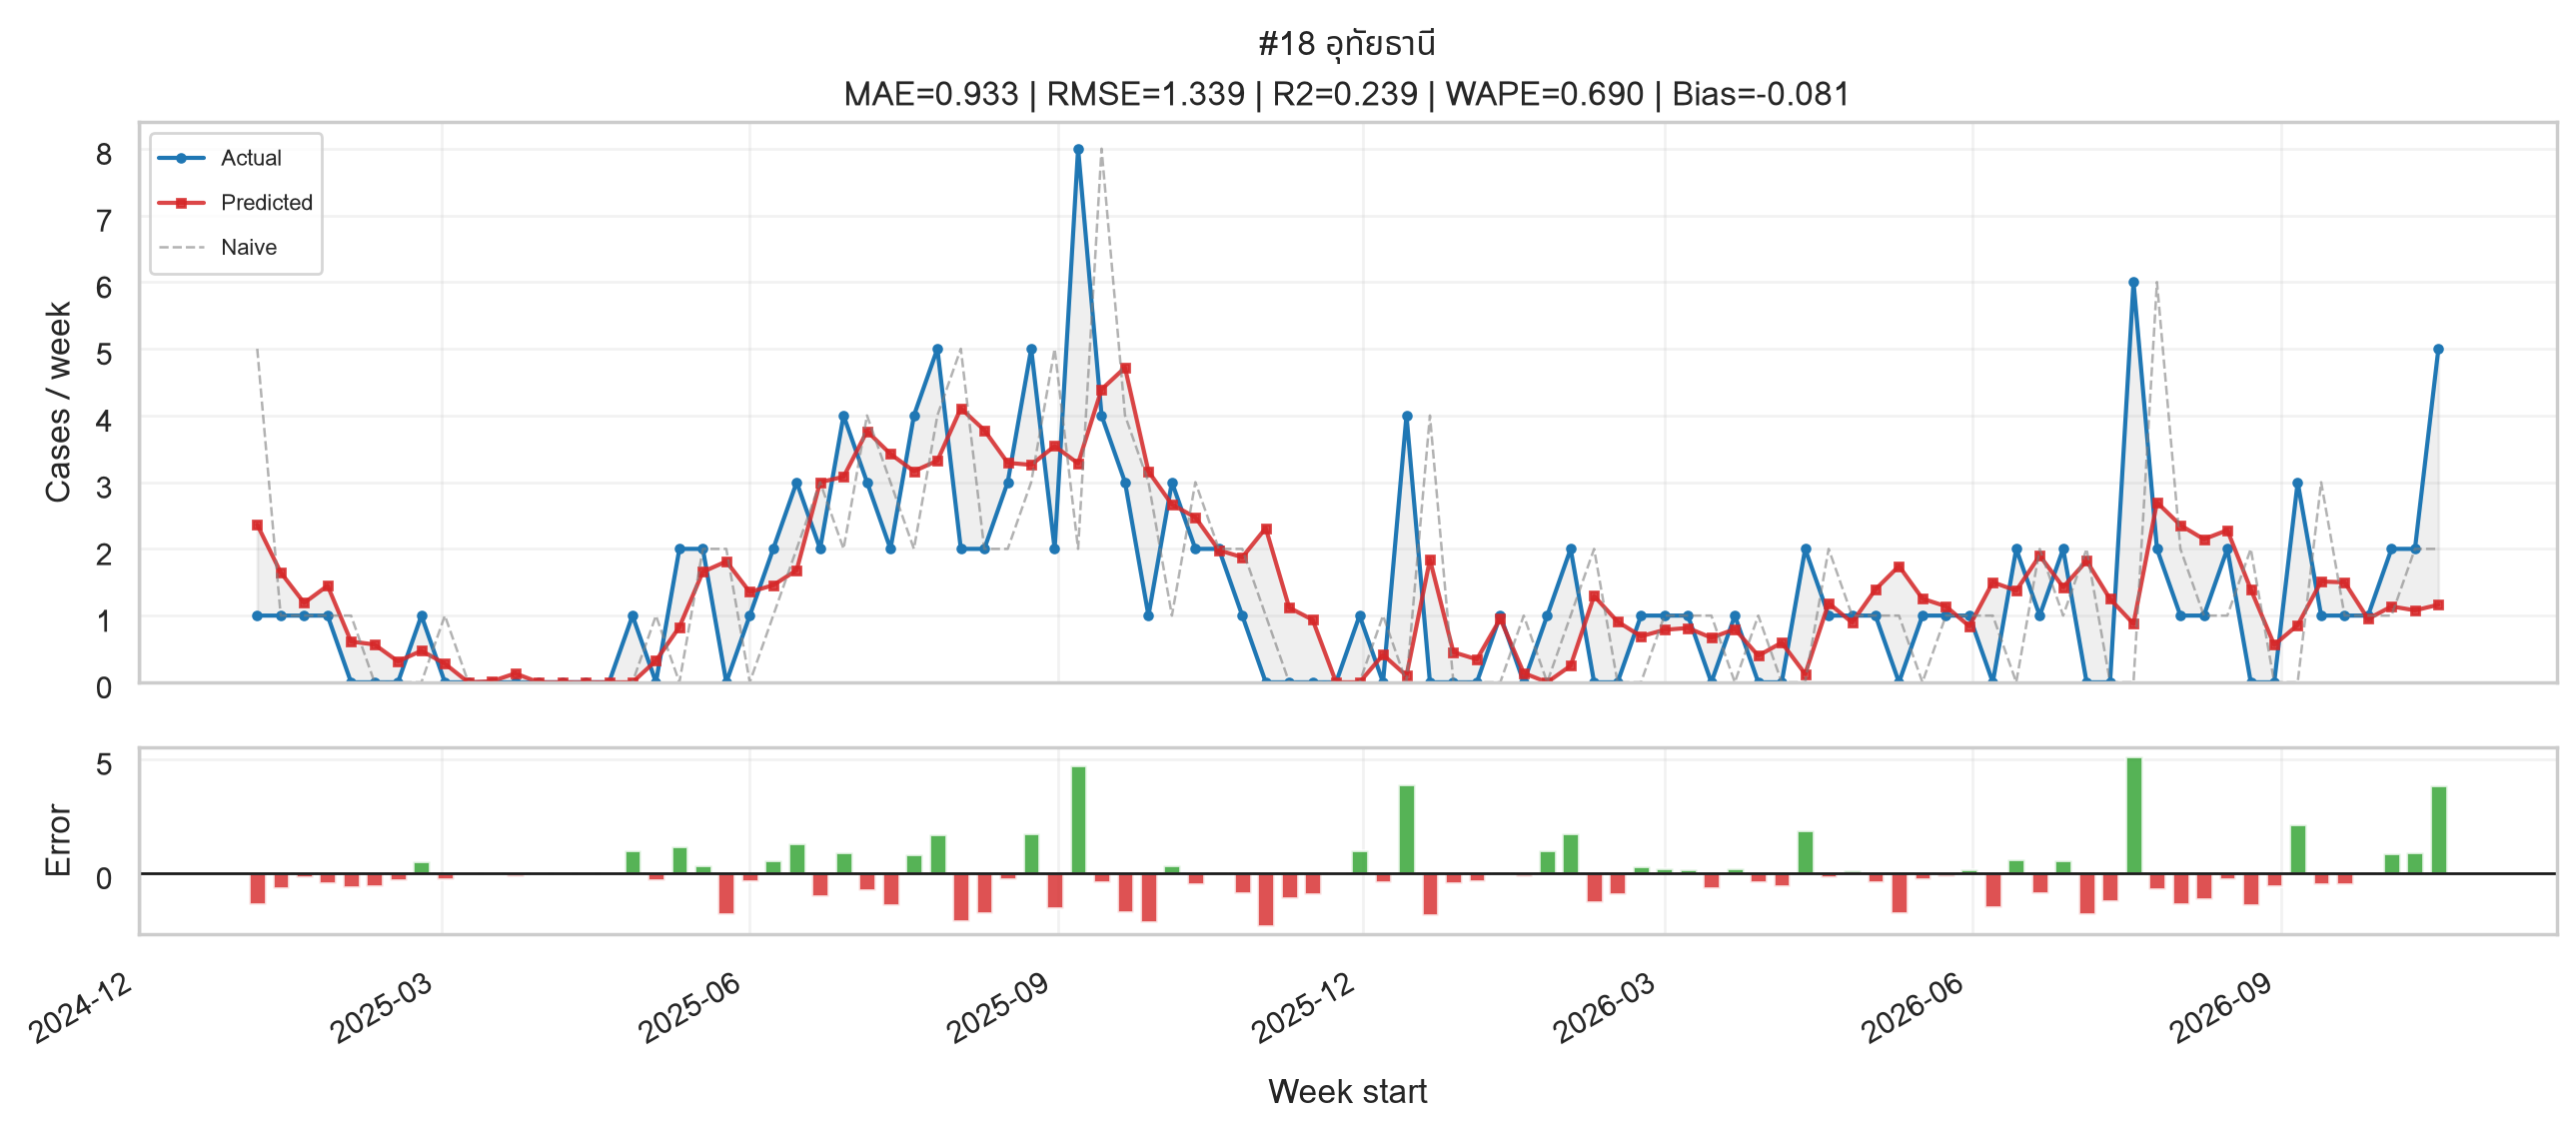 #18 อุทัยธานี
MAE=0.933 | RMSE=1.339 | R2=0.239 | WAPE=0.690 | Bias=-0.081
Actual
Predicted
Naive
Cases / week
8
7
6
5
4
3
2
1
0
Error
5
0
2024-12
2025-03
2025-06
2025-09
2025-12
2026-03
2026-06
2026-09
Week start